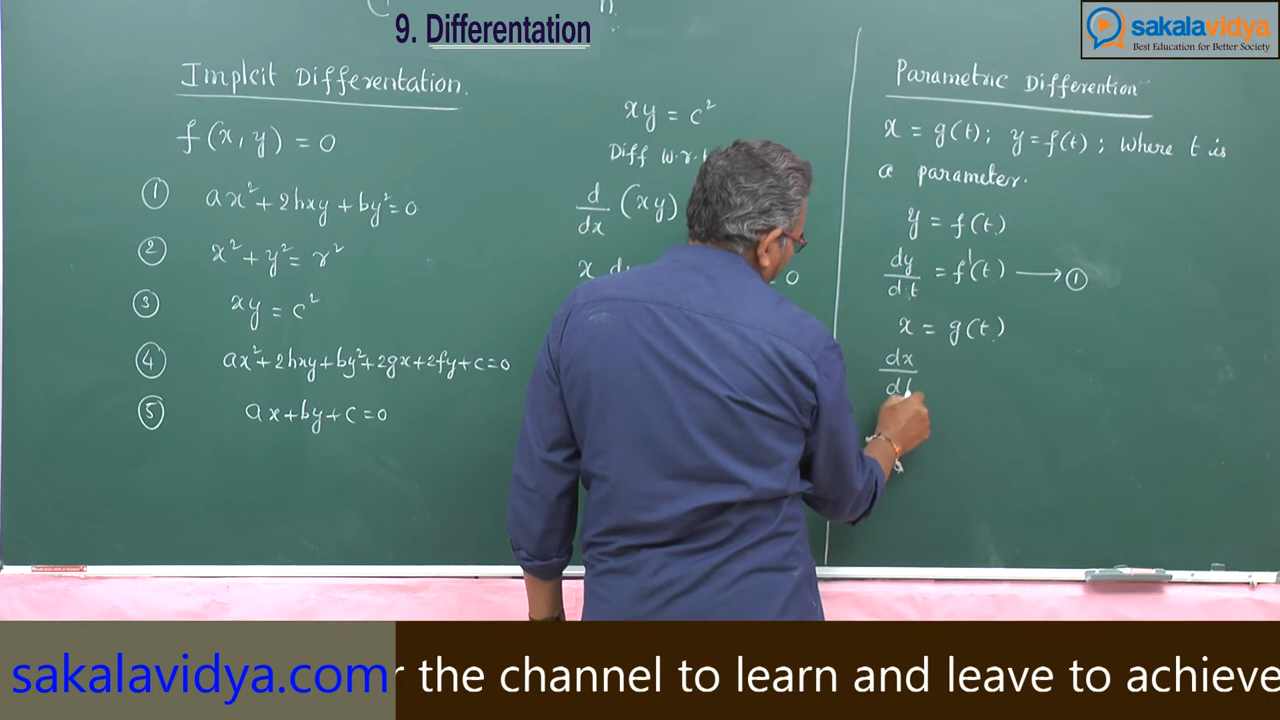 9. Differentation
sakalavidya
Best Education for Better Society
Implcit Differentation.
f(x, y) = 0
① ax² + 2hxy + by² = 0
② x² + y² = r²
③ xy = c²
④ ax² + 2hxy + by² + 2gx + 2fy + c = 0
⑤ ax + by + c = 0
xy = c²
Diff w.r.t
d/dx (xy)
x dy
= 0
Parametric Differention
x = g(t); y = f(t); where t is
a parameter.
y = f(t)
dy/dt = f'(t) ⟶ ①
x = g(t)
dx/dt
sakalavidya.com
the channel to learn and leave to achieve